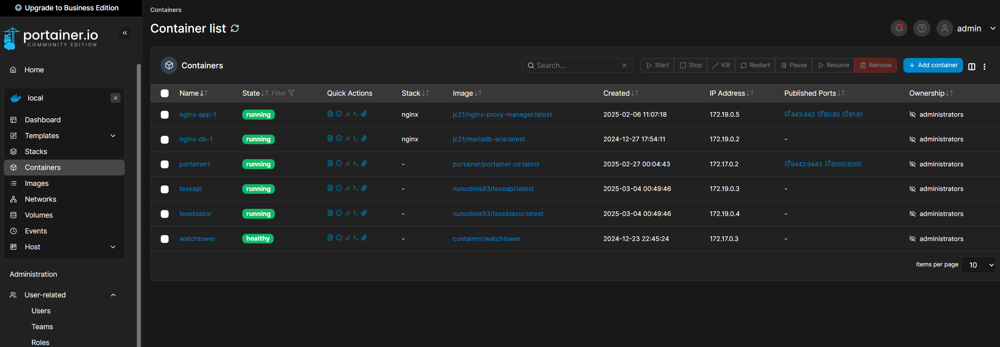 Upgrade to Business Edition
portainer.io
COMMUNITY EDITION
Home
local
Dashboard
Templates
Stacks
Containers
Images
Networks
Volumes
Events
Host
Administration
User-related
Users
Teams
Roles
Containers
Container list
admin
Containers
Search...
Start Stop Kill Restart Pause Resume Remove Add container
Name State Filter Quick Actions Stack Image Created IP Address Published Ports Ownership
nginx-app-1 running nginx jc21/nginx-proxy-manager:latest 2025-02-06 11:07:18 172.19.0.5 443:443 80:80 81:81 administrators
nginx-db-1 running nginx jc21/mariadb-aria:latest 2024-12-27 17:54:11 172.19.0.2 - administrators
portainer1 running - portainer/portainer-ce:latest 2025-02-27 00:04:43 172.17.0.2 9443:9443 8000:8000 administrators
teseapi running - nunodinis93/teseapi:latest 2025-03-04 00:49:46 172.19.0.3 - administrators
teseblazor running - nunodinis93/teseblazor:latest 2025-03-04 00:49:46 172.19.0.4 - administrators
watchtower healthy - containrrr/watchtower 2024-12-23 22:45:24 172.17.0.3 - administrators
Items per page 10